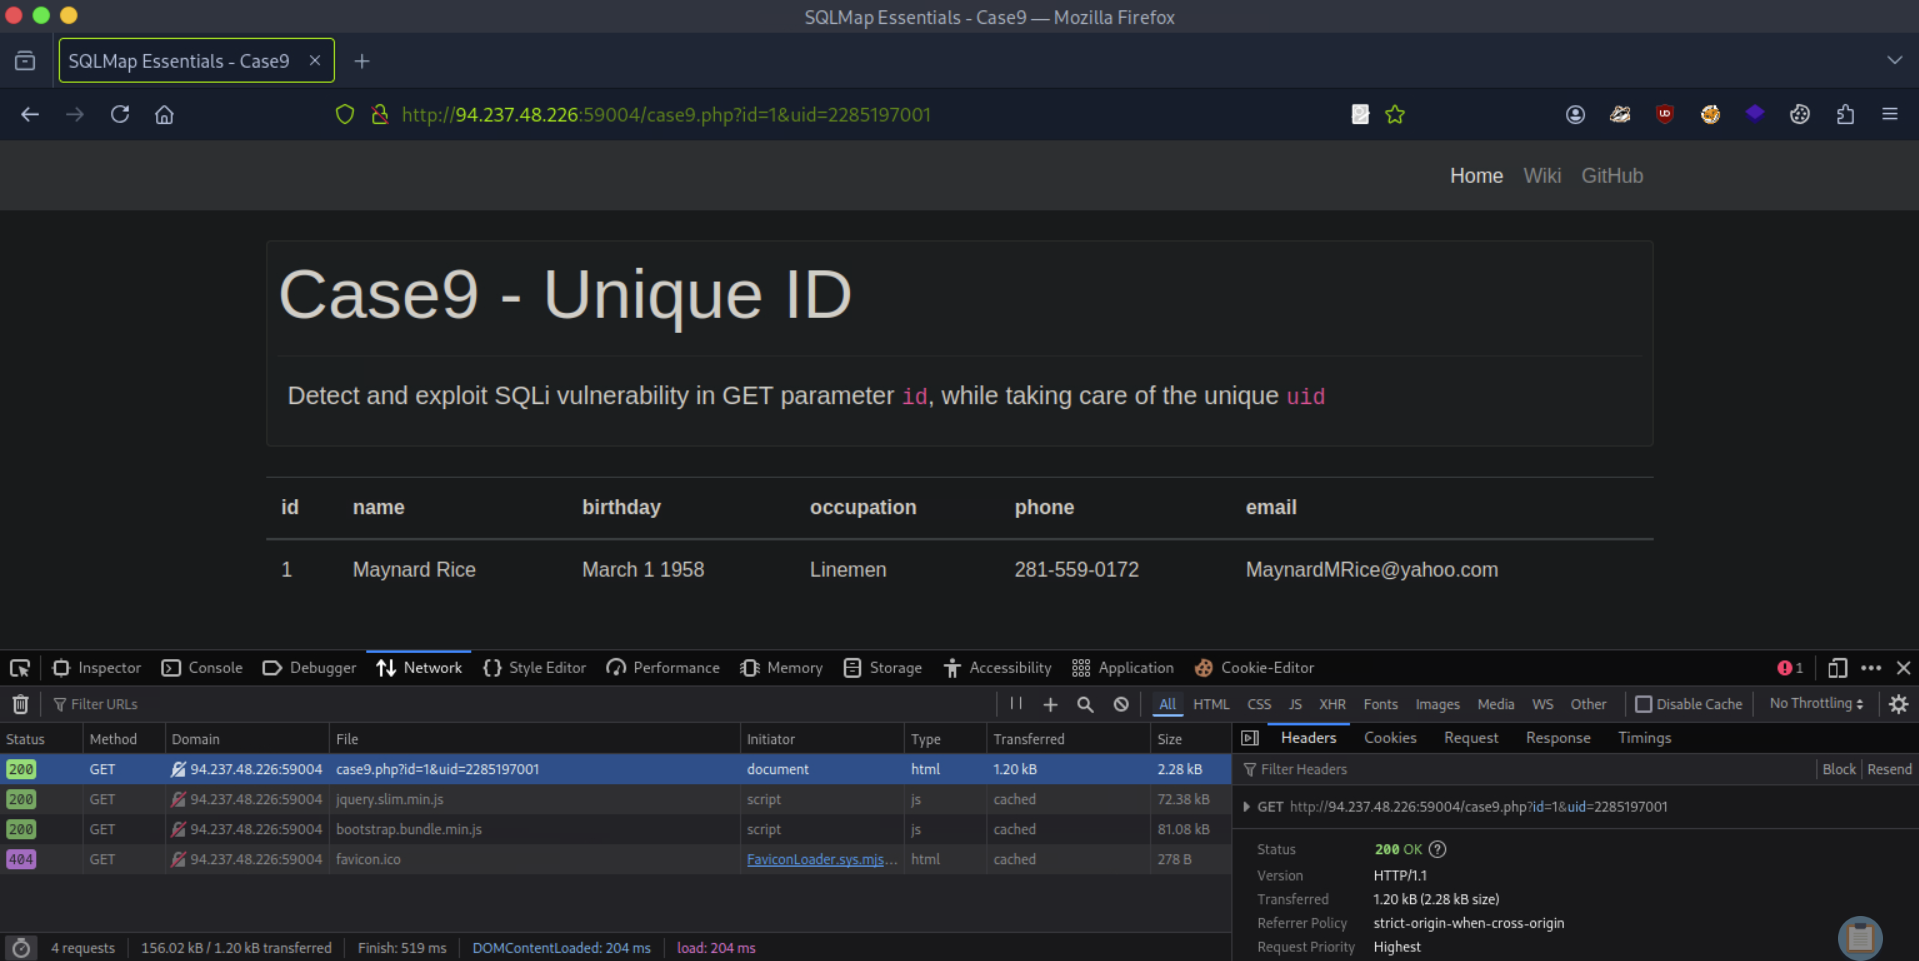 SQLMap Essentials - Case9 — Mozilla Firefox
SQLMap Essentials - Case9
http://94.237.48.226:59004/case9.php?id=1&uid=2285197001
Home Wiki GitHub
Case9 - Unique ID
Detect and exploit SQLi vulnerability in GET parameter id, while taking care of the unique uid
id name birthday occupation phone email
1 Maynard Rice March 1 1958 Linemen 281-559-0172 MaynardMRice@yahoo.com
Inspector Console Debugger Network Style Editor Performance Memory Storage Accessibility Application Cookie-Editor 1
Filter URLs All HTML CSS JS XHR Fonts Images Media WS Other Disable Cache No Throttling
Status Method Domain File Initiator Type Transferred Size
200 GET 94.237.48.226:59004 case9.php?id=1&uid=2285197001 document html 1.20 kB 2.28 kB
200 GET 94.237.48.226:59004 jquery.slim.min.js script js cached 72.38 kB
200 GET 94.237.48.226:59004 bootstrap.bundle.min.js script js cached 81.08 kB
404 GET 94.237.48.226:59004 favicon.ico FaviconLoader.sys.mjs... html cached 278 B
4 requests 156.02 kB / 1.20 kB transferred Finish: 519 ms DOMContentLoaded: 204 ms load: 204 ms
Headers Cookies Request Response Timings
Filter Headers Block Resend
GET http://94.237.48.226:59004/case9.php?id=1&uid=2285197001
Status 200 OK ?
Version HTTP/1.1
Transferred 1.20 kB (2.28 kB size)
Referrer Policy strict-origin-when-cross-origin
Request Priority Highest